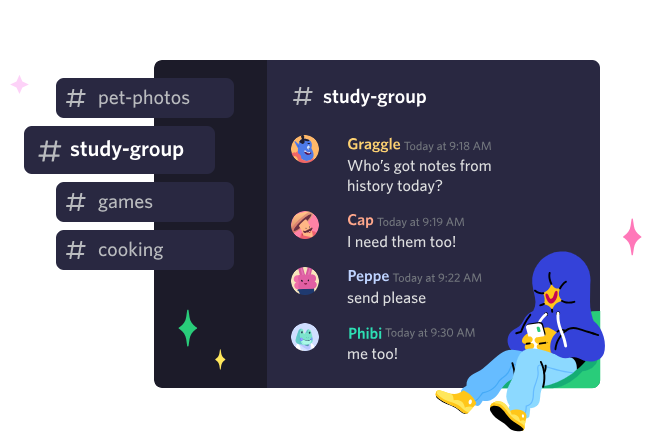 # pet-photos
# study-group
# games
# cooking
# study-group
Graggle Today at 9:18 AM
Who's got notes from
history today?
Cap Today at 9:19 AM
I need them too!
Peppe Today at 9:22 AM
send please
Phibi Today at 9:30 AM
me too!